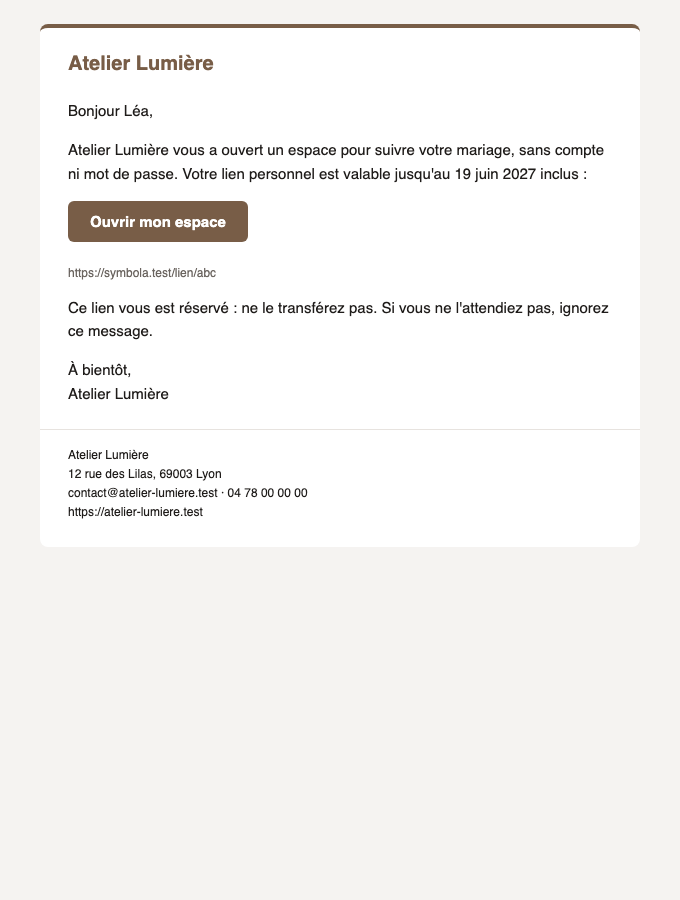 Atelier Lumière
Bonjour Léa,
Atelier Lumière vous a ouvert un espace pour suivre votre mariage, sans compte
ni mot de passe. Votre lien personnel est valable jusqu'au 19 juin 2027 inclus :
Ouvrir mon espace
https://symbola.test/lien/abc
Ce lien vous est réservé : ne le transférez pas. Si vous ne l'attendiez pas, ignorez
ce message.
À bientôt,
Atelier Lumière
Atelier Lumière
12 rue des Lilas, 69003 Lyon
contact@atelier-lumiere.test · 04 78 00 00 00
https://atelier-lumiere.test